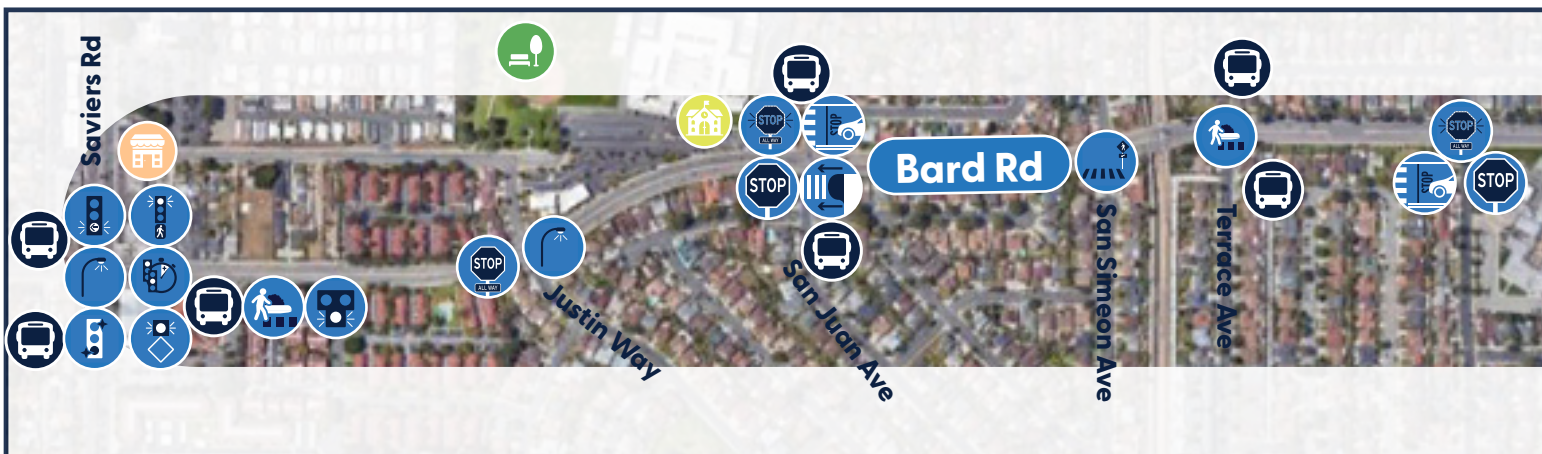 Saviers Rd
STOP
ALL WAY
STOP
ALL WAY
STOP
STOP
Bard Rd
STOP
ALL WAY
STOP
STOP
Justin Way
San Juan Ave
San Simeon Ave
Terrace Ave